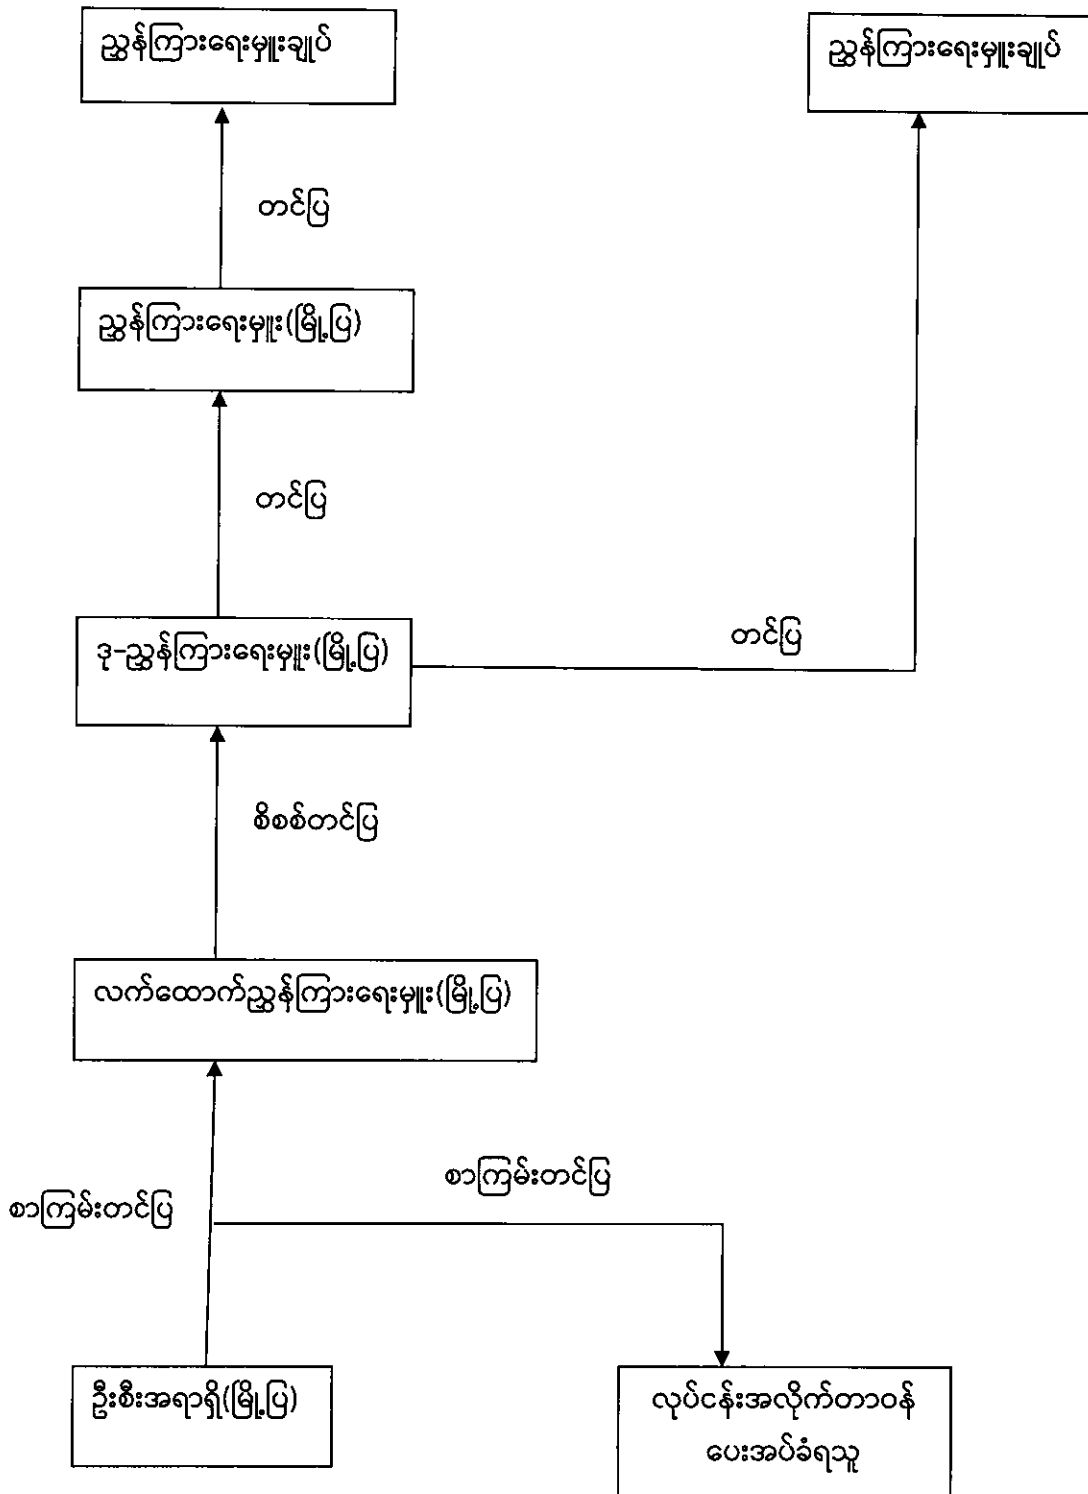 ညွှန်ကြားရေးမှူးချုပ်
ညွှန်ကြားရေးမှူးချုပ်
တင်ပြ
ညွှန်ကြားရေးမှူး(မြို့ပြ)
တင်ပြ
ဒု-ညွှန်ကြားရေးမှူး(မြို့ပြ)
တင်ပြ
စိစစ်တင်ပြ
လက်ထောက်ညွှန်ကြားရေးမှူး(မြို့ပြ)
စာကြမ်းတင်ပြ
စာကြမ်းတင်ပြ
ဦးစီးအရာရှိ(မြို့ပြ)
လုပ်ငန်းအလိုက်တာဝန်
ပေးအပ်ခံရသူ